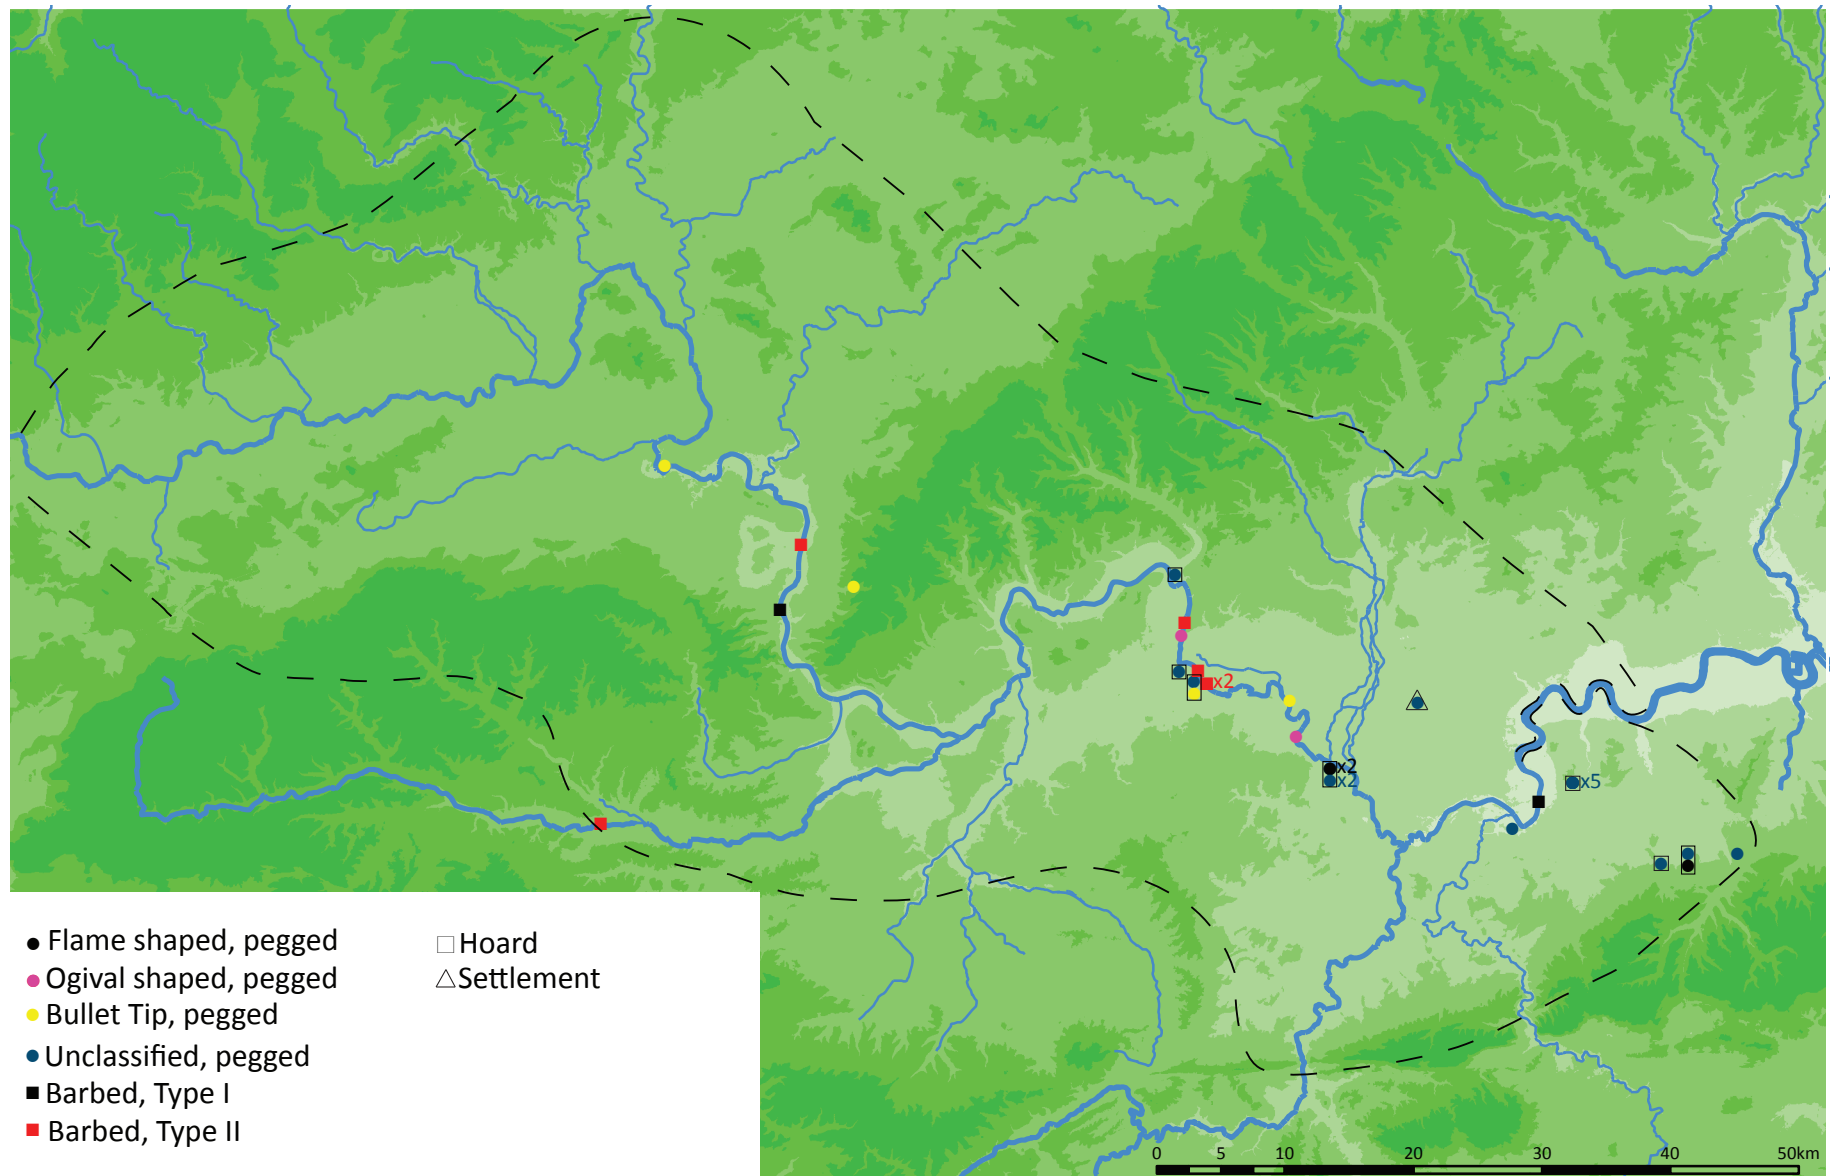 x2
x2
x2
x5
Flame shaped, pegged
Hoard
Ogival shaped, pegged
Settlement
Bullet Tip, pegged
Unclassified, pegged
Barbed, Type I
Barbed, Type II
0 5 10 20 30 40 50km